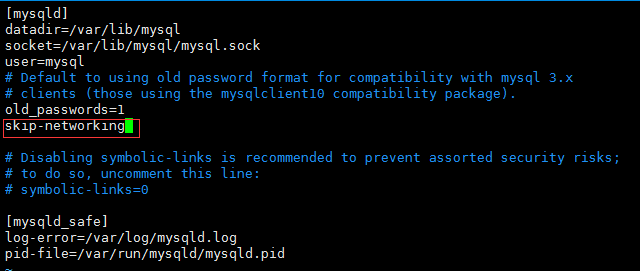 [mysqld]
datadir=/var/lib/mysql
socket=/var/lib/mysql/mysql.sock
user=mysql
# Default to using old password format for compatibility with mysql 3.x
# clients (those using the mysqlclient10 compatibility package).
old_passwords=1
skip-networking
# Disabling symbolic-links is recommended to prevent assorted security risks;
# to do so, uncomment this line:
# symbolic-links=0
[mysqld_safe]
log-error=/var/log/mysqld.log
pid-file=/var/run/mysqld/mysqld.pid
~